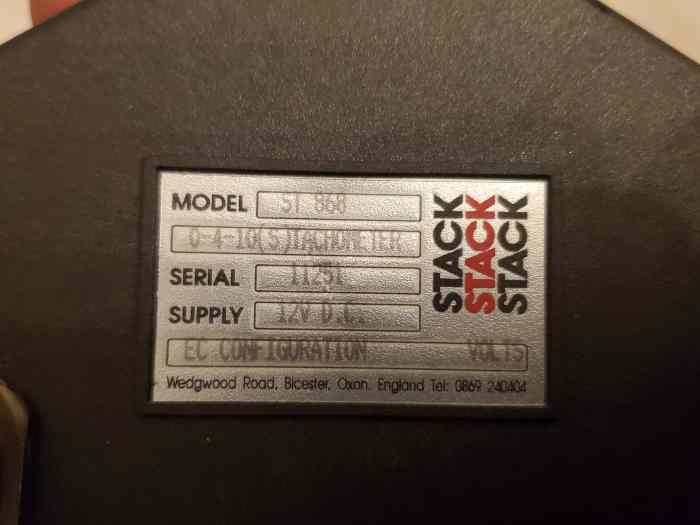 MODEL ST 868
0-4-10(S)TACHOMETER
SERIAL 11251
SUPPLY 12V D.C.
EC CONFIGURATION VOLTS
Wedgwood Road, Bicester, Oxon. England Tel: 0869 240404
STACK
STACK
STACK